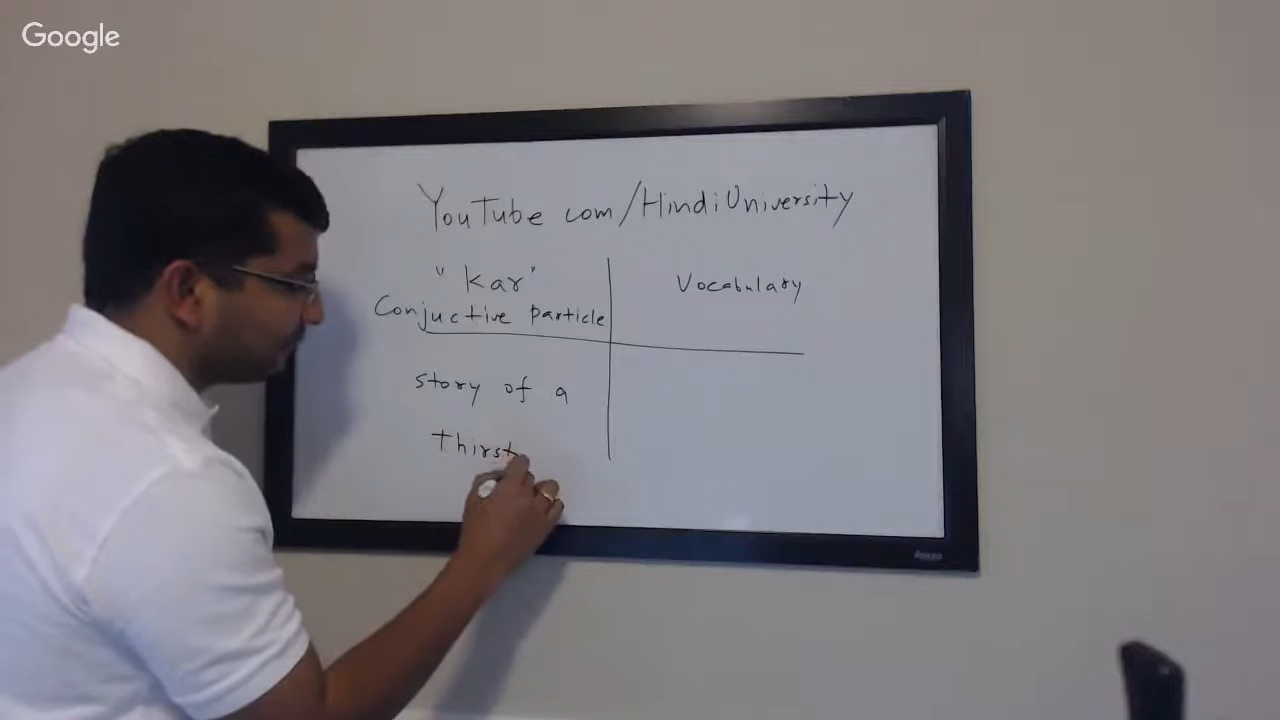 Google
YouTube com/HindiUniversity
"Kar"
Conjuctive Particle
Vocabulary
Story of a
Thirst